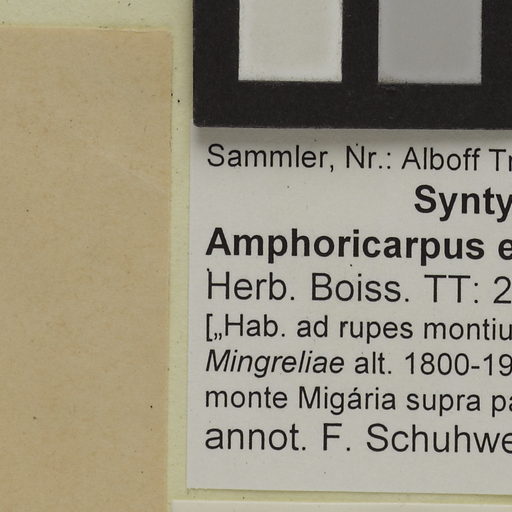 Sammler, Nr.: Alboff Tr
Synty
Amphoricarpus e
Herb. Boiss. TT: 2
[„Hab. ad rupes montiu
Mingreliae alt. 1800-19
monte Migária supra pa
annot. F. Schuhwe